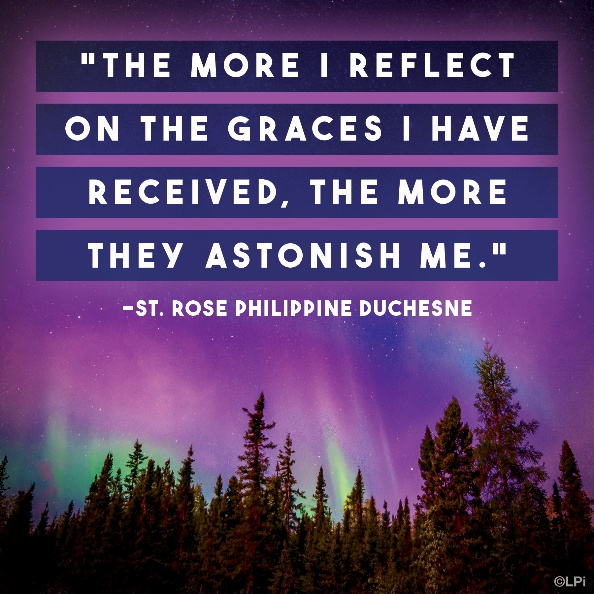 "THE MORE I REFLECT
ON THE GRACES I HAVE
RECEIVED, THE MORE
THEY ASTONISH ME."
-ST. ROSE PHILIPPINE DUCHESNE
©LPi